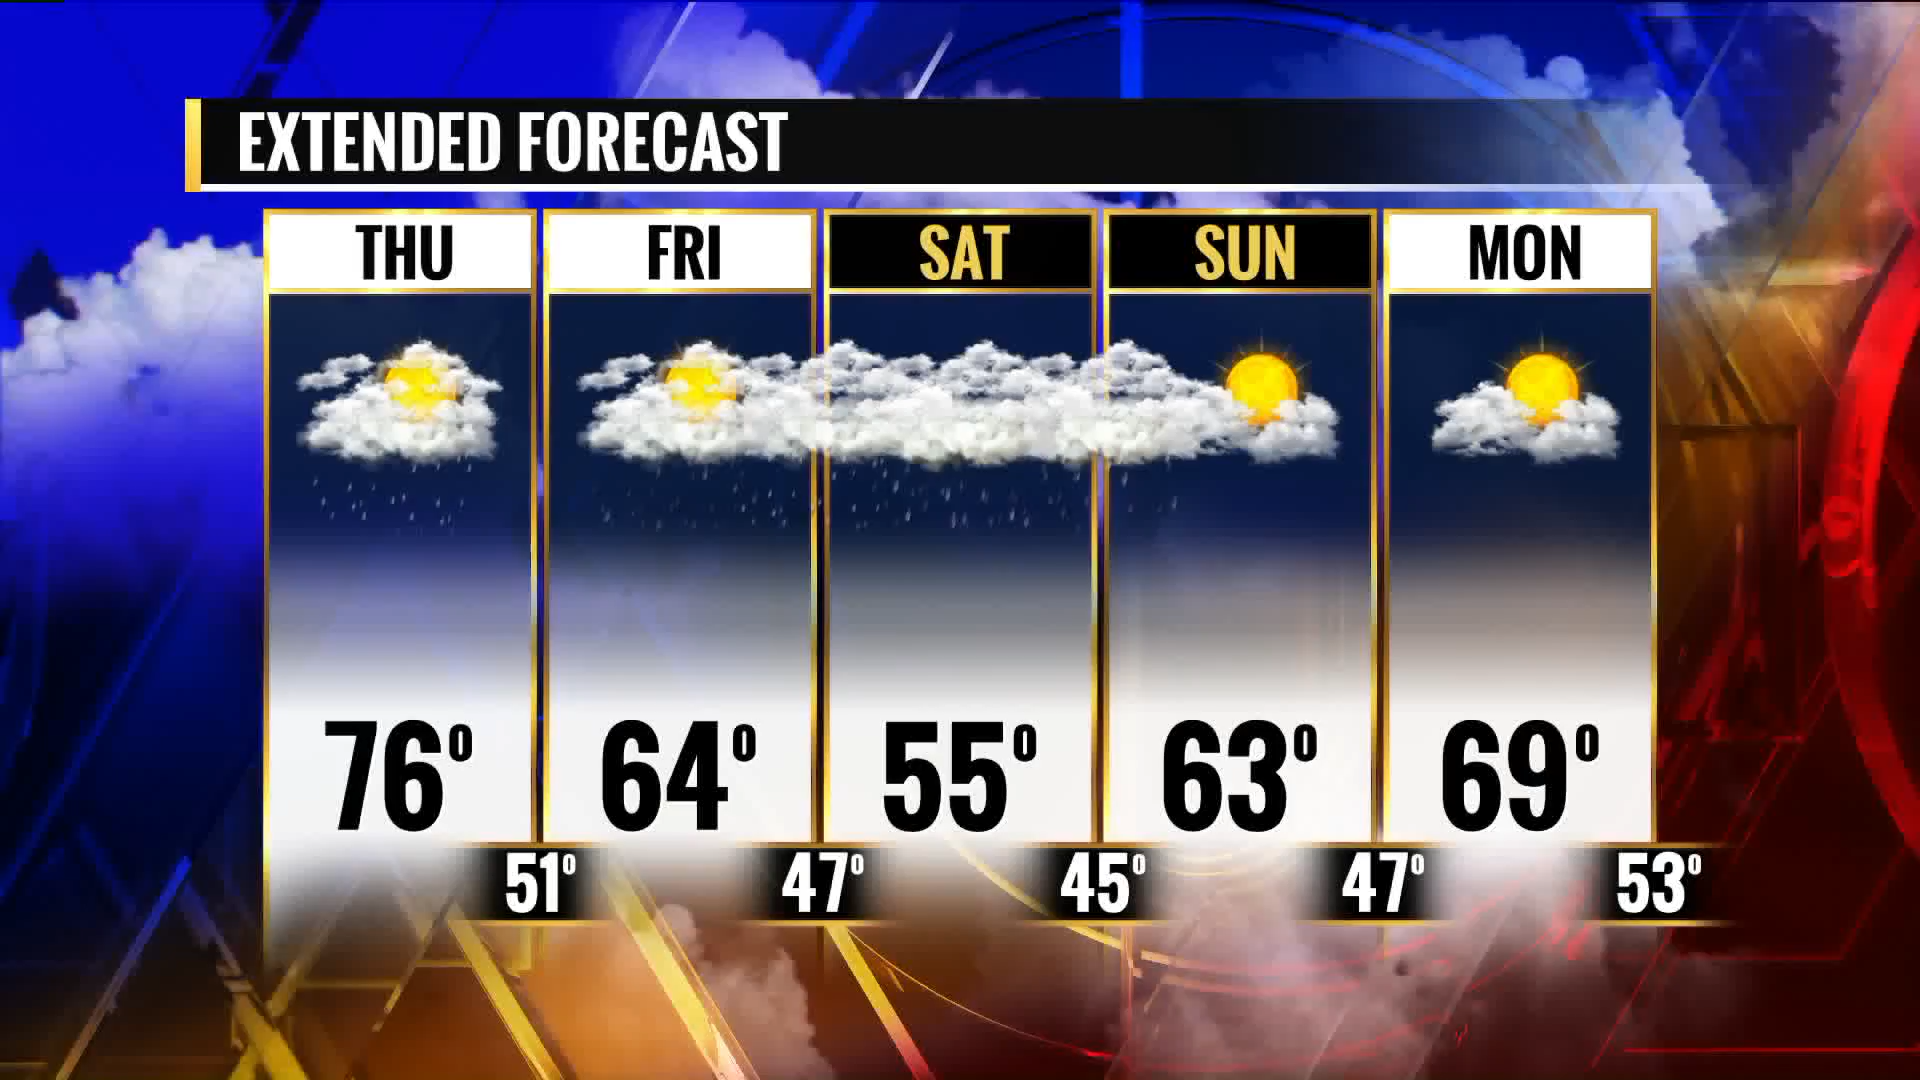 EXTENDED FORECAST
THU FRI SAT SUN MON
76° 64° 55° 63° 69°
51° 47° 45° 47° 53°